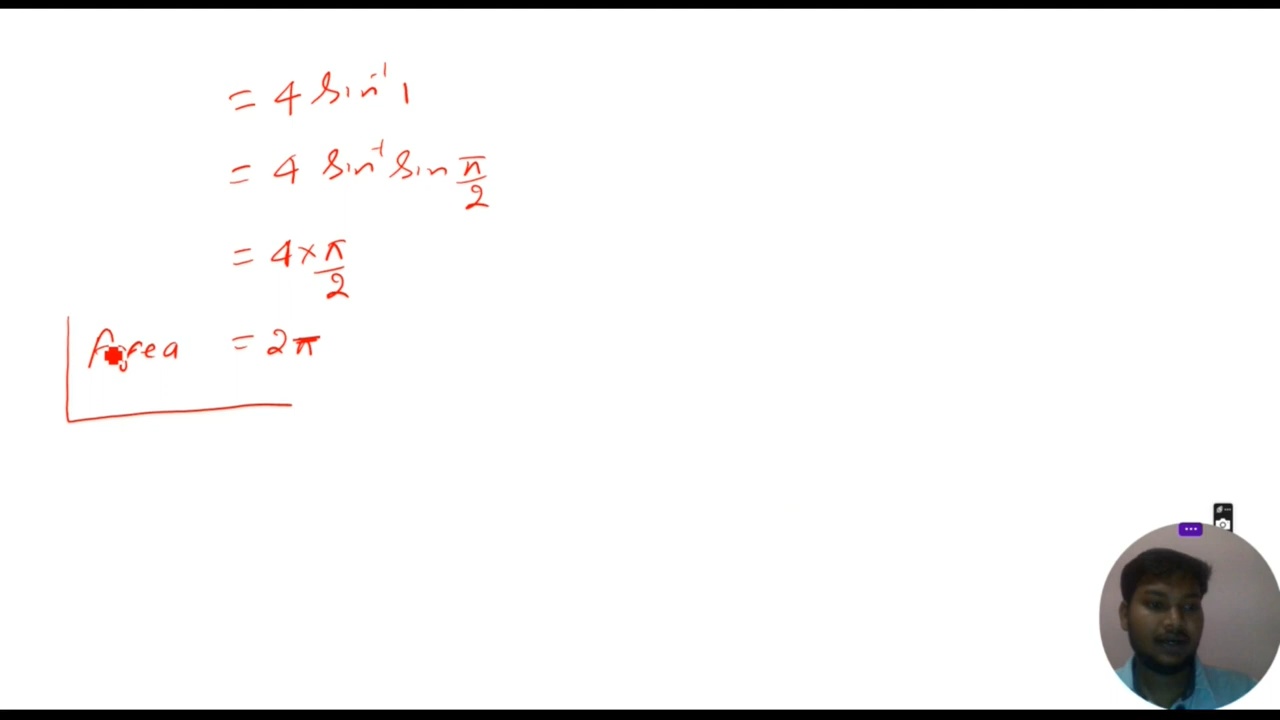 = 4 sin⁻¹ 1
= 4 sin⁻¹ sin π/2
= 4 × π/2
Area = 2π